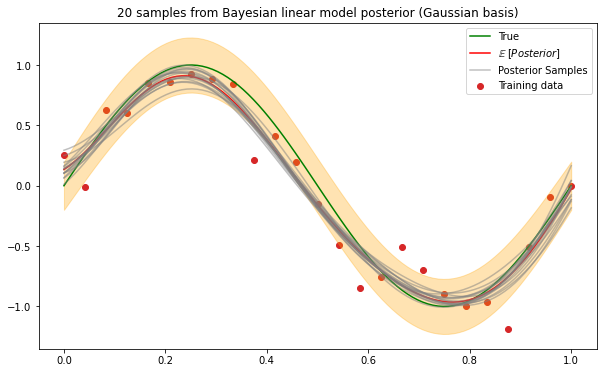 20 samples from Bayesian linear model posterior (Gaussian basis)
True
𝔼 [Posterior]
Posterior Samples
Training data
1.0
0.5
0.0
−0.5
−1.0
0.0 0.2 0.4 0.6 0.8 1.0